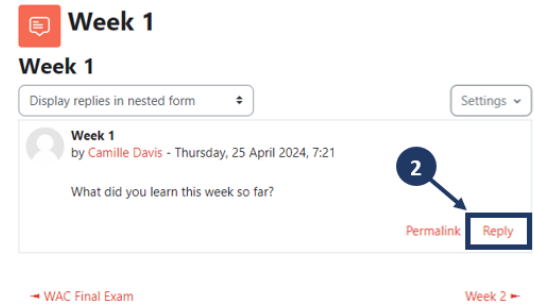 Week 1
Week 1
Display replies in nested form
Settings
Week 1
by Camille Davis - Thursday, 25 April 2024, 7:21
What did you learn this week so far?
2
Permalink Reply
◄ WAC Final Exam
Week 2 ►